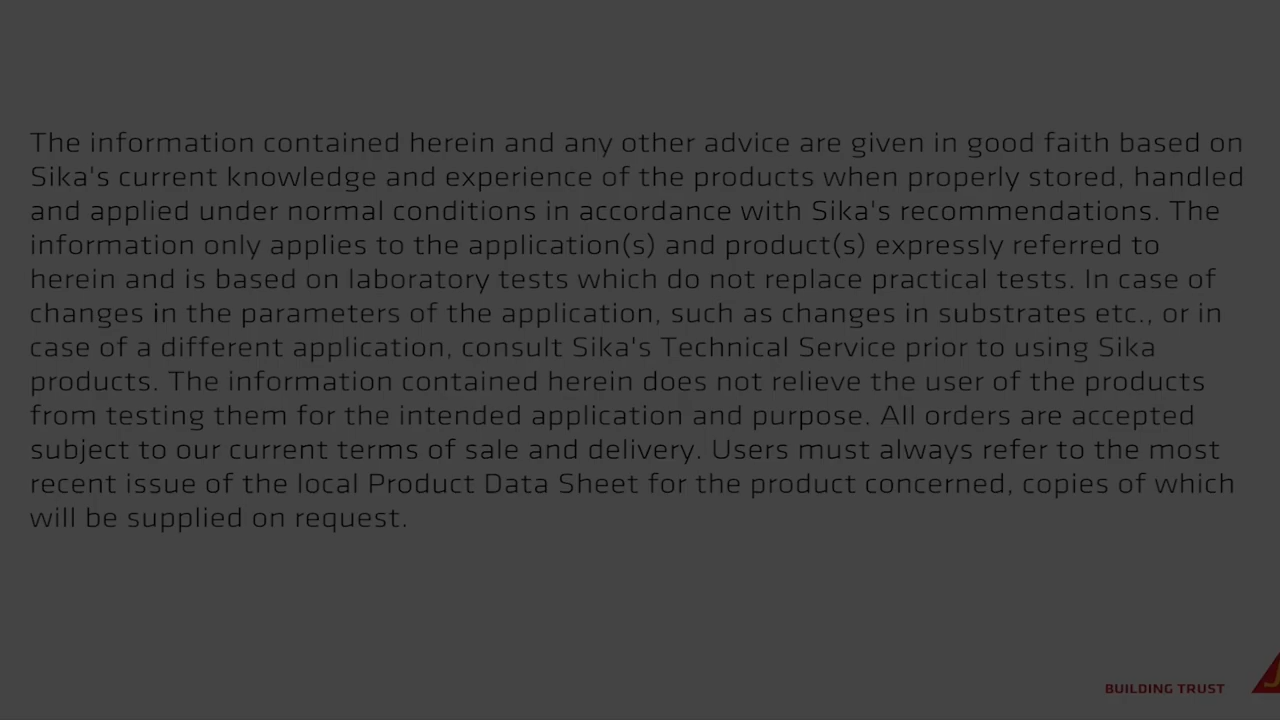 The information contained herein and any other advice are given in good faith based on
Sika's current knowledge and experience of the products when properly stored, handled
and applied under normal conditions in accordance with Sika's recommendations. The
information only applies to the application(s) and product(s) expressly referred to
herein and is based on laboratory tests which do not replace practical tests. In case of
changes in the parameters of the application, such as changes in substrates etc., or in
case of a different application, consult Sika's Technical Service prior to using Sika
products. The information contained herein does not relieve the user of the products
from testing them for the intended application and purpose. All orders are accepted
subject to our current terms of sale and delivery. Users must always refer to the most
recent issue of the local Product Data Sheet for the product concerned, copies of which
will be supplied on request.
BUILDING TRUST